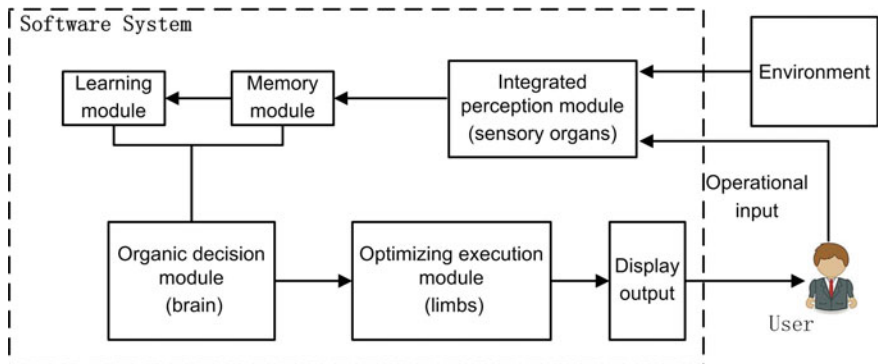 Software System
Learning
module
Memory
module
Integrated
perception module
(sensory organs)
Environment
Operational
input
Organic decision
module
(brain)
Optimizing execution
module
(limbs)
Display
output
User